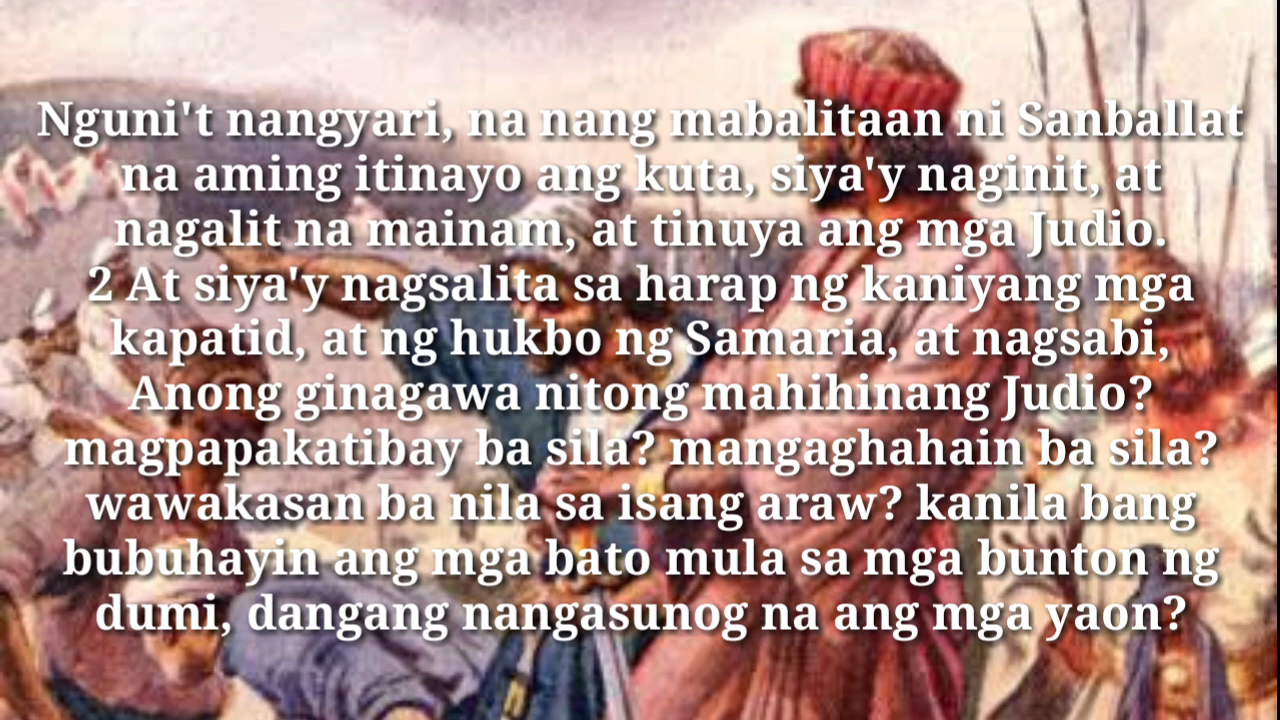 Nguni't nangyari, na nang mabalitaan ni Sanballat
na aming itinayo ang kuta, siya'y naginit, at
nagalit na mainam, at tinuya ang mga Judio.
2 At siya'y nagsalita sa harap ng kaniyang mga
kapatid, at ng hukbo ng Samaria, at nagsabi,
Anong ginagawa nitong mahihinang Judio?
magpapakatibay ba sila? mangaghahain ba sila?
wawakasan ba nila sa isang araw? kanila bang
bubuhayin ang mga bato mula sa mga bunton ng
dumi, dangang nangasunog na ang mga yaon?